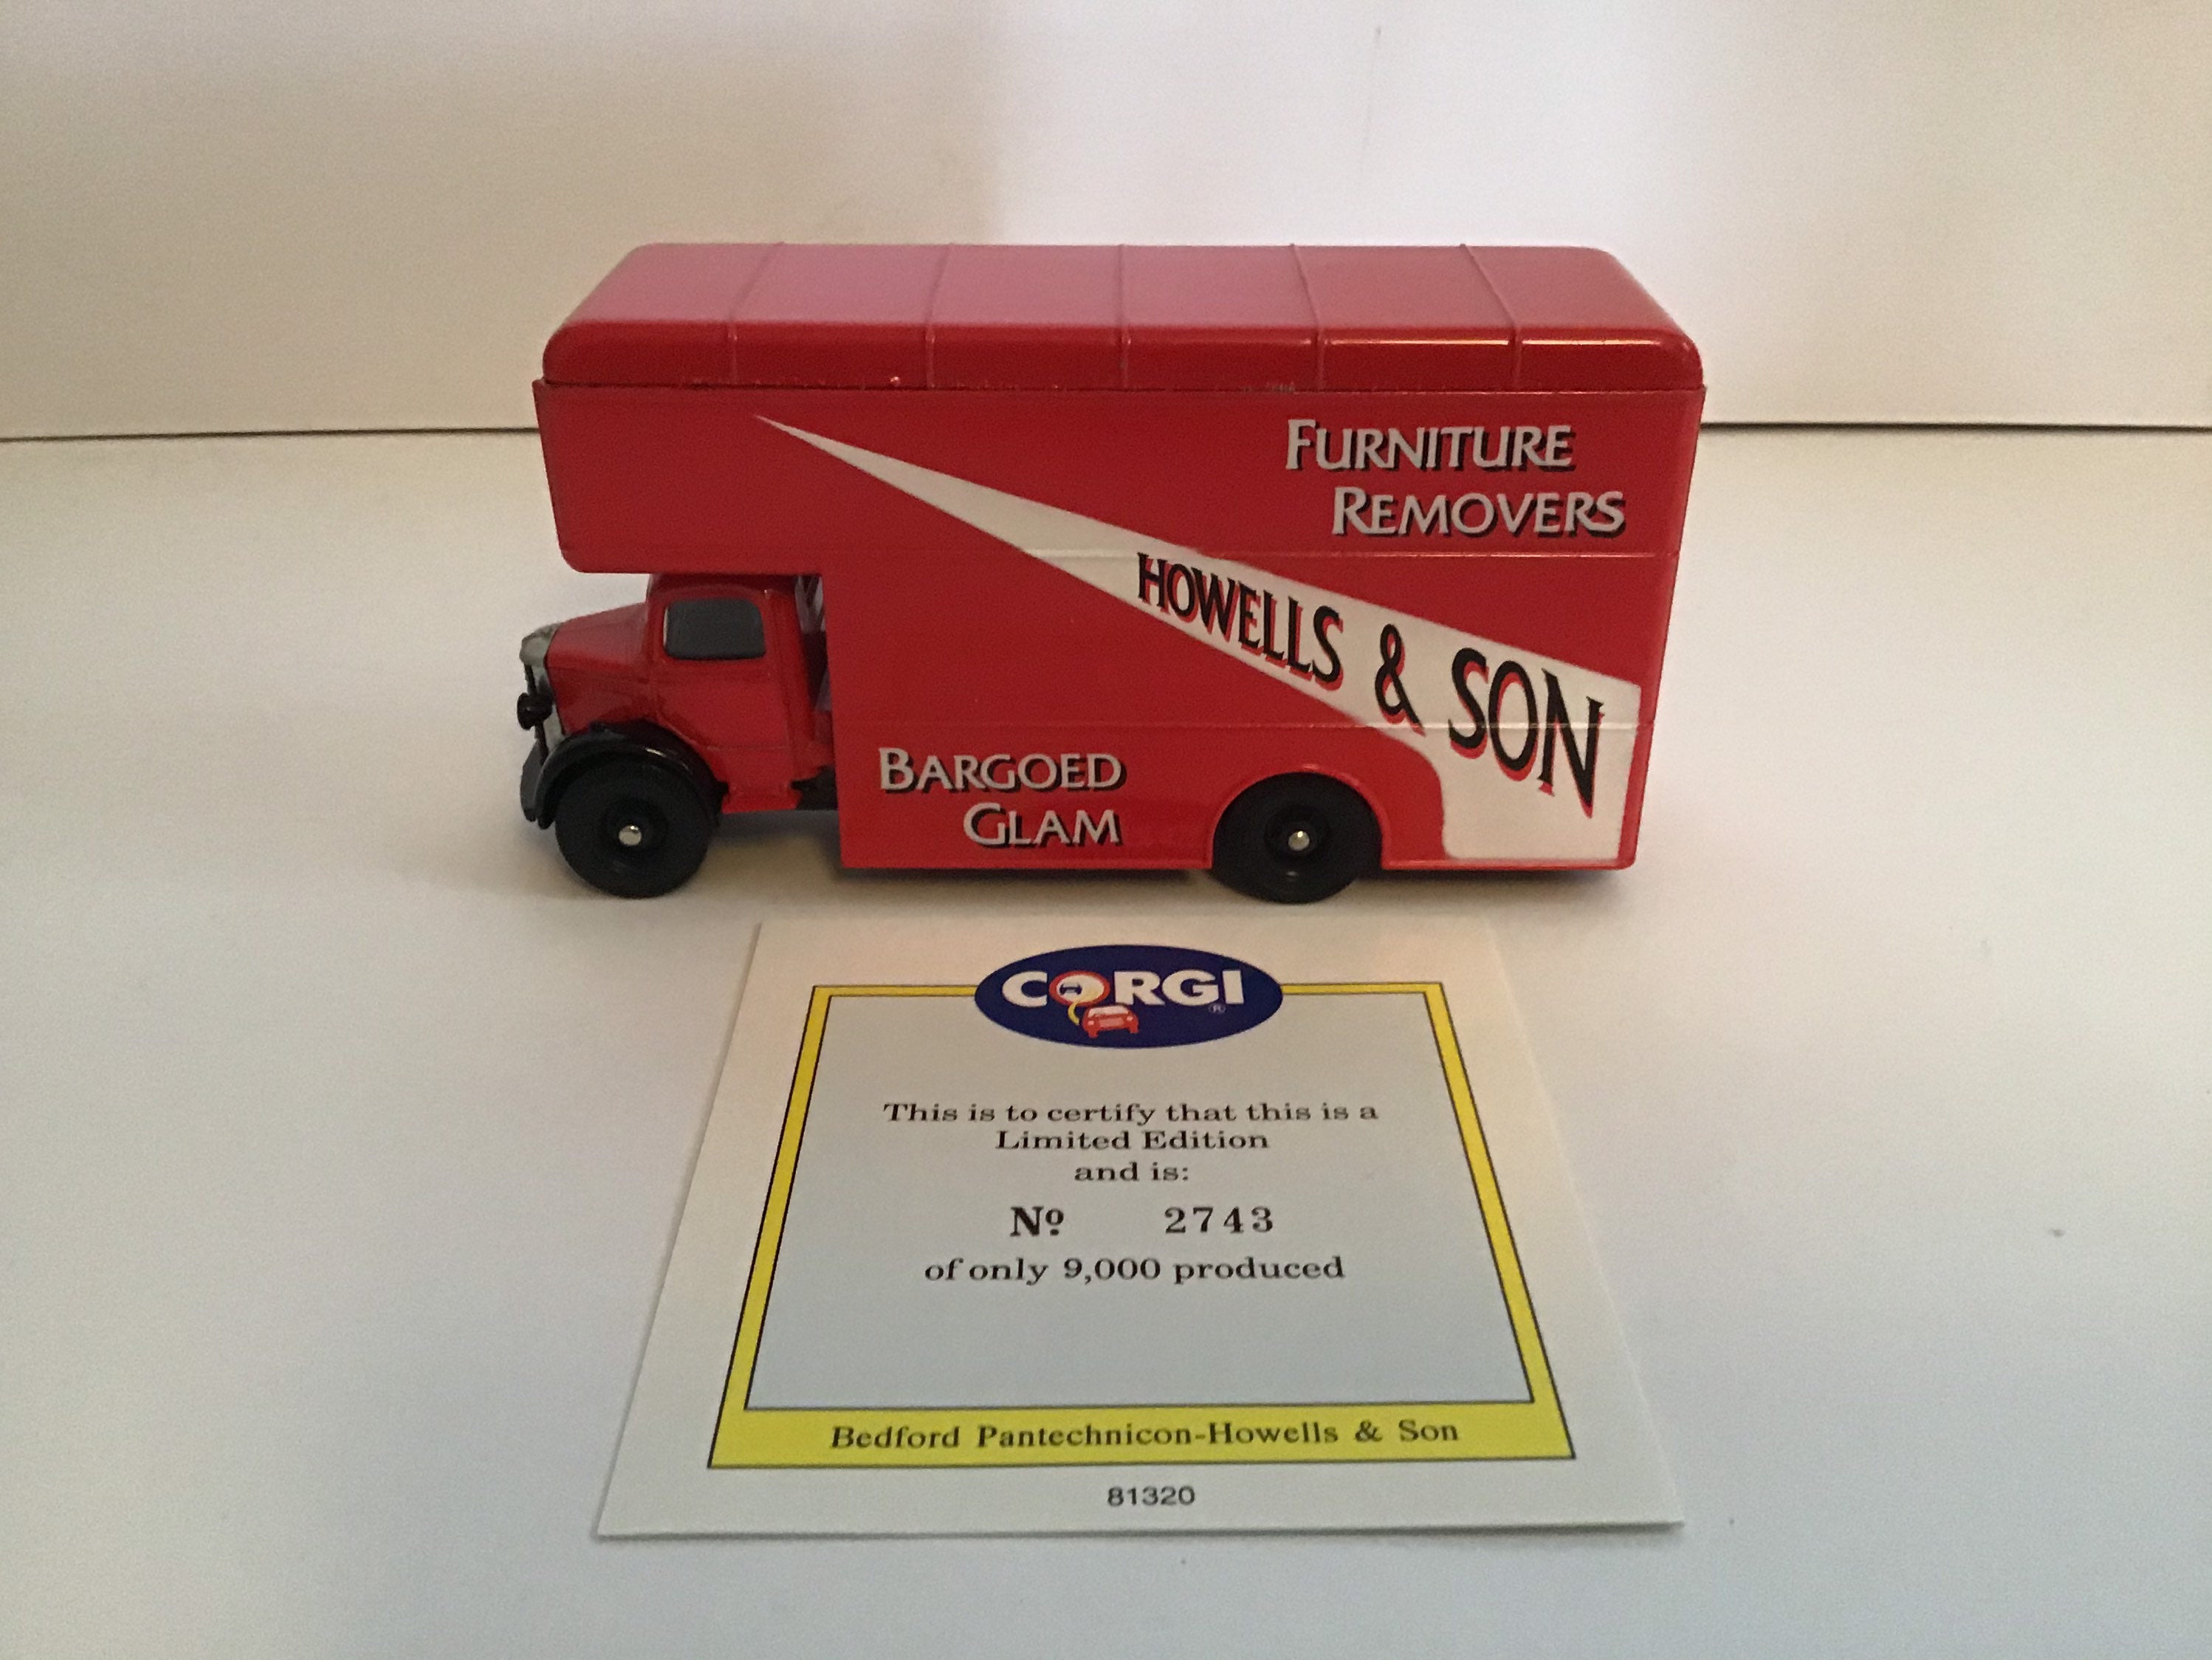 FURNITURE
REMOVERS
HOWELLS & SON
BARGOED
GLAM
CORGI
®
This is to certify that this is a
Limited Edition
and is:
Nº 2743
of only 9,000 produced
Bedford Pantechnicon-Howells & Son
81320